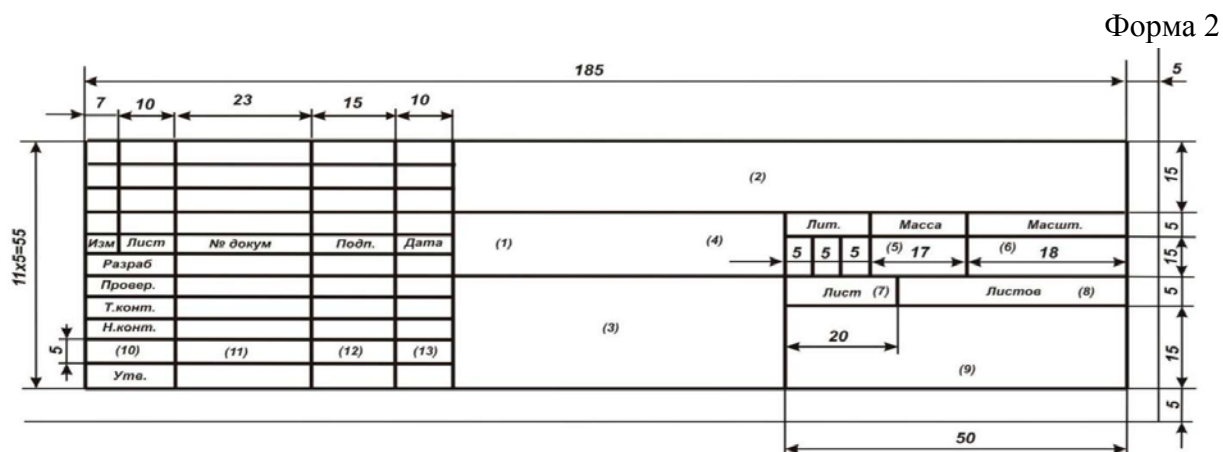 Форма 2
185
5
7 10 23 15 10
(2)
15
11х5=55
Лит. Масса Масшт.
5
Изм Лист № докум Подп. Дата
(1) (4)
5 5 5 (5) 17 (6) 18
15
Разраб
Провер.
Лист (7) Листов (8)
5
Т.конт.
Н.конт.
(3)
20
5
(10) (11) (12) (13)
15
(9)
Утв.
5
50